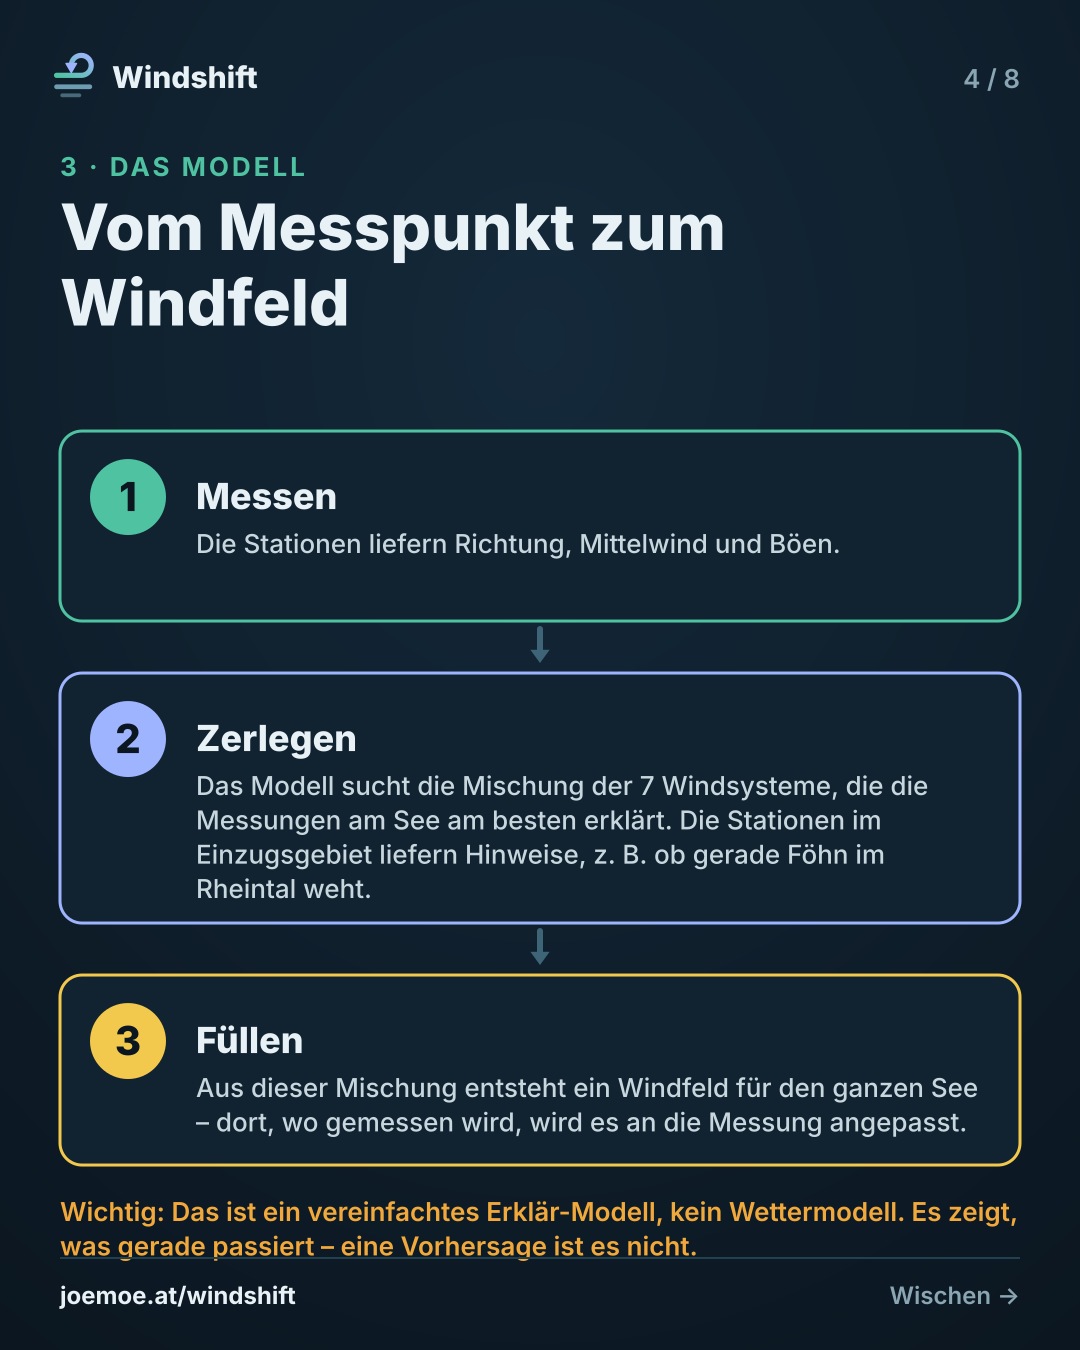 Windshift
4 / 8
3 · DAS MODELL
Vom Messpunkt zum
Windfeld
1
Messen
Die Stationen liefern Richtung, Mittelwind und Böen.
2
Zerlegen
Das Modell sucht die Mischung der 7 Windsysteme, die die
Messungen am See am besten erklärt. Die Stationen im
Einzugsgebiet liefern Hinweise, z. B. ob gerade Föhn im
Rheintal weht.
3
Füllen
Aus dieser Mischung entsteht ein Windfeld für den ganzen See
– dort, wo gemessen wird, wird es an die Messung angepasst.
Wichtig: Das ist ein vereinfachtes Erklär-Modell, kein Wettermodell. Es zeigt,
was gerade passiert – eine Vorhersage ist es nicht.
joemoe.at/windshift
Wischen →